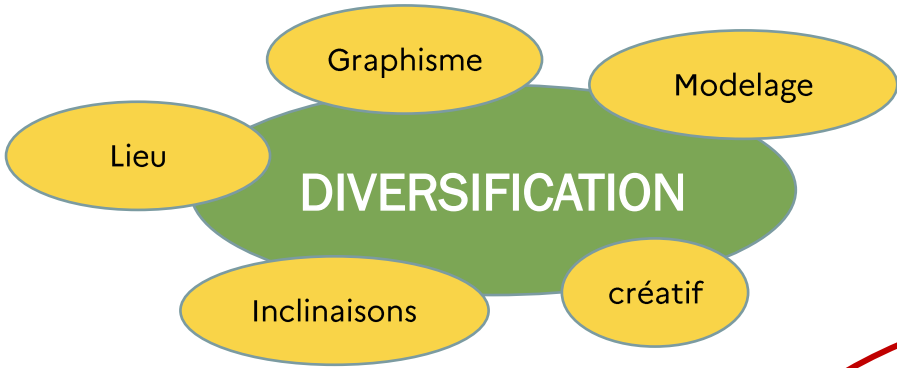 Graphisme
Modelage
Lieu
DIVERSIFICATION
créatif
Inclinaisons